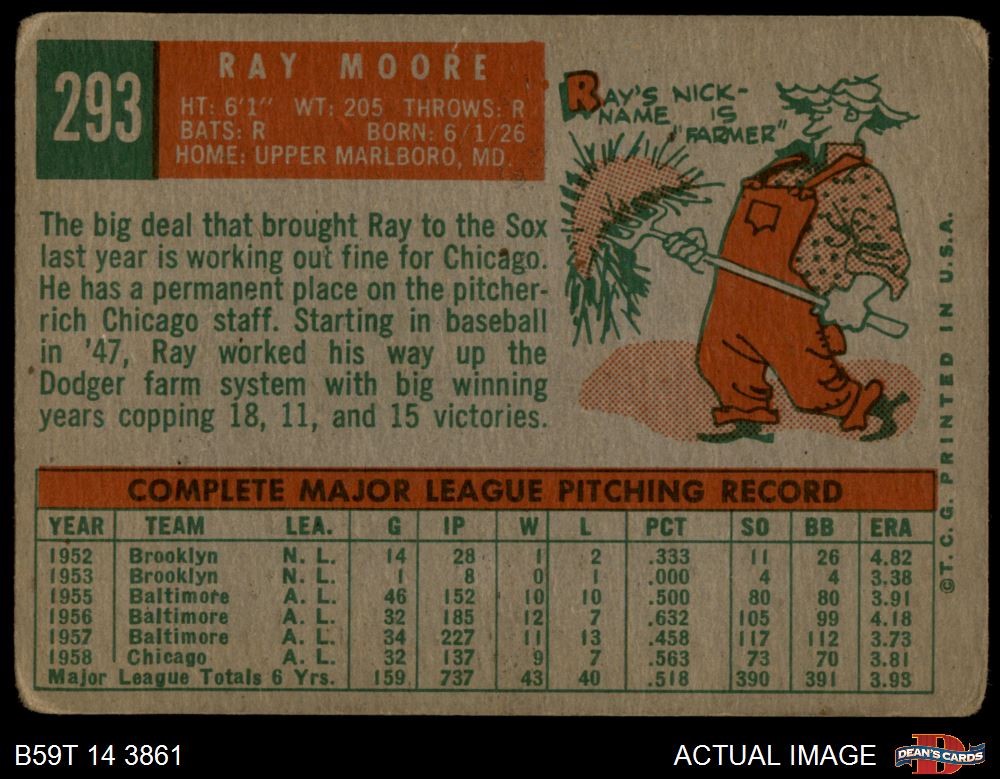 293
RAY MOORE
HT: 6'1" WT: 205 THROWS: R
BATS: R BORN: 6/1/26
HOME: UPPER MARLBORO, MD.
RAY'S NICK-
NAME IS
"FARMER"
The big deal that brought Ray to the Sox
last year is working out fine for Chicago.
He has a permanent place on the pitcher-
rich Chicago staff. Starting in baseball
in '47, Ray worked his way up the
Dodger farm system with big winning
years copping 18, 11, and 15 victories.
COMPLETE MAJOR LEAGUE PITCHING RECORD
YEAR TEAM LEA. G IP W L PCT SO BB ERA
1952 Brooklyn N. L. 14 28 1 2 .333 11 26 4.82
1953 Brooklyn N. L. 1 8 0 1 .000 4 4 3.38
1955 Baltimore A. L. 46 152 10 10 .500 80 80 3.91
1956 Baltimore A. L. 32 185 12 7 .632 105 99 4.18
1957 Baltimore A. L. 34 227 11 13 .458 117 112 3.73
1958 Chicago A. L. 32 137 9 7 .563 73 70 3.81
Major League Totals 6 Yrs. 159 737 43 40 .518 390 391 3.93
©T.C.G. PRINTED IN U.S.A.
B59T 14 3861
ACTUAL IMAGE
DEAN'S CARDS